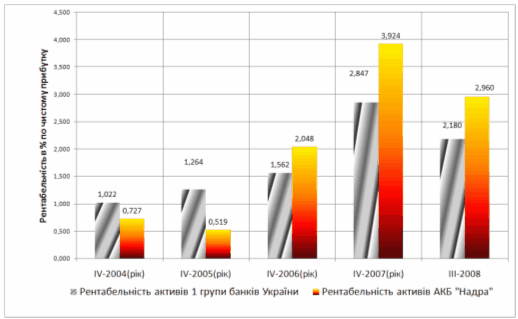 Рентабельність в % по чистому прибутку
4,500
4,000
3,500
3,000
2,500
2,000
1,500
1,000
0,500
0,000
1,022
0,727
1,264
0,519
1,562
2,048
2,847
3,924
2,180
2,960
IV-2004(рік)
IV-2005(рік)
IV-2006(рік)
IV-2007(рік)
III-2008
Рентабельність активів 1 групи банків України
Рентабельність активів АКБ "Надра"